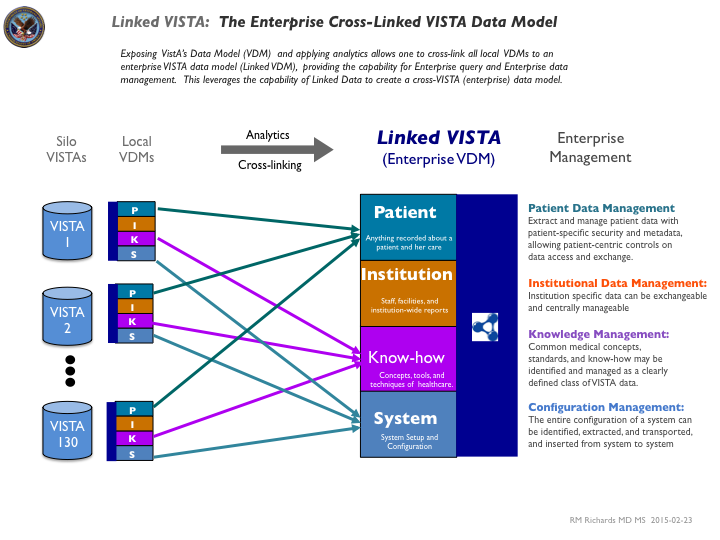 Linked VISTA: The Enterprise Cross-Linked VISTA Data Model
Exposing VistA's Data Model (VDM) and applying analytics allows one to cross-link all local VDMs to an
enterprise VISTA data model (Linked VDM), providing the capability for Enterprise query and Enterprise data
management. This leverages the capability of Linked Data to create a cross-VISTA (enterprise) data model.
Silo
VISTAs
Local
VDMs
Analytics
Cross-linking
Linked VISTA
(Enterprise VDM)
Enterprise
Management
VISTA
1
P
I
K
S
VISTA
2
P
I
K
S
VISTA
130
P
I
K
S
Patient
Anything recorded about a
patient and her care
Institution
Staff, facilities, and
institution-wide reports
Know-how
Concepts, tools, and
techniques of healthcare.
System
System Setup and
Configuration
Patient Data Management
Extract and manage patient data with
patient-specific security and metadata,
allowing patient-centric controls on
data access and exchange.
Institutional Data Management:
Institution specific data can be exchangeable
and centrally manageable
Knowledge Management:
Common medical concepts,
standards, and know-how may be
identified and managed as a clearly
defined class of VISTA data.
Configuration Management:
The entire configuration of a system can
be identified, extracted, and transported,
and inserted from system to system
RM Richards MD MS 2015-02-23